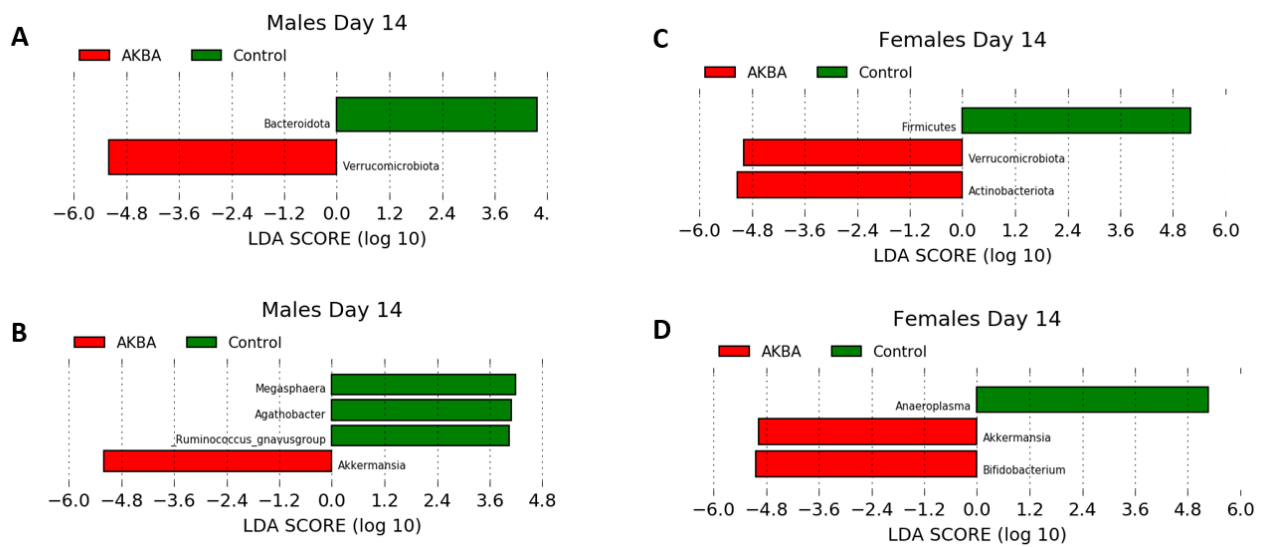 A
Males Day 14
AKBA Control
Bacteroidota
Verrucomicrobiota
−6.0 −4.8 −3.6 −2.4 −1.2 0.0 1.2 2.4 3.6 4.
LDA SCORE (log 10)
B
Males Day 14
AKBA Control
Megasphaera
Agathobacter
_Ruminococcus_gnavusgroup
Akkermansia
−6.0 −4.8 −3.6 −2.4 −1.2 0.0 1.2 2.4 3.6 4.8
LDA SCORE (log 10)
C
Females Day 14
AKBA Control
Firmicutes
Verrucomicrobiota
Actinobacteriota
−6.0 −4.8 −3.6 −2.4 −1.2 0.0 1.2 2.4 3.6 4.8 6.0
LDA SCORE (log 10)
D
Females Day 14
AKBA Control
Anaeroplasma
Akkermansia
Bifidobacterium
−6.0 −4.8 −3.6 −2.4 −1.2 0.0 1.2 2.4 3.6 4.8 6.0
LDA SCORE (log 10)